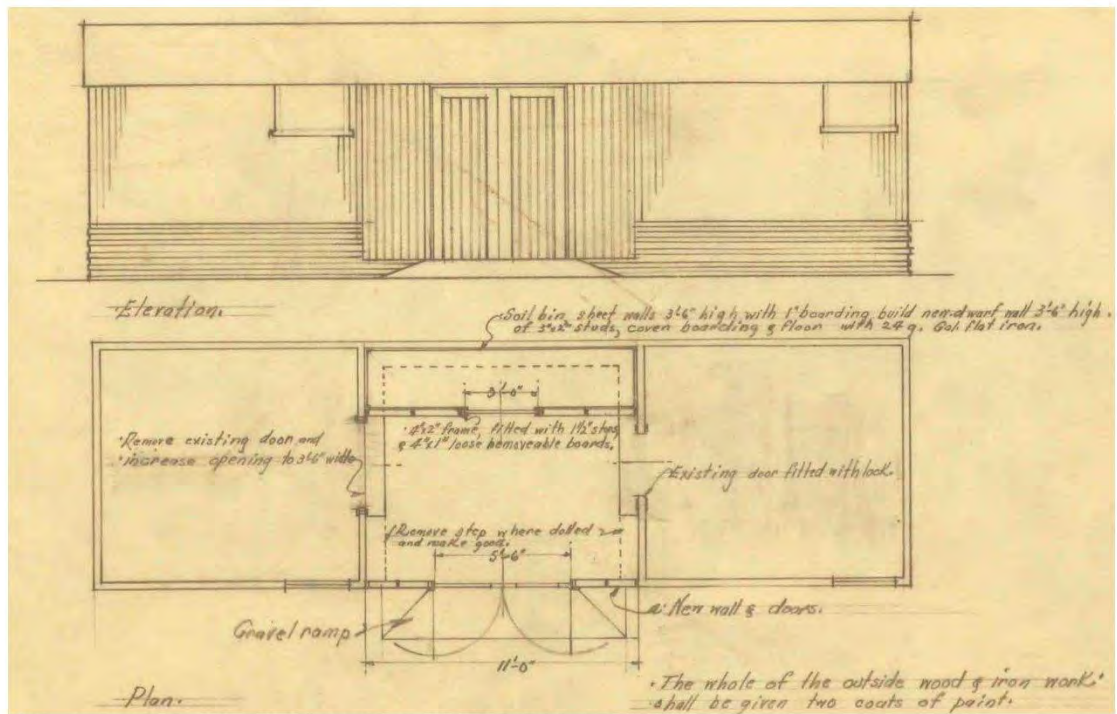 ·Elevation.
Soil bin, sheet walls 3'-6" high, with 1" boarding build new dwarf wall 3'-6" high.
of 3"x2" studs, cover boarding & floor with 24 g. Gal. flat iron.
3'-0"
·4"x2" frame, fitted with 1½" stops,
& 4"x1" loose removeable boards.
·Remove existing door and
·increase opening to 3'-6" wide
Existing door fitted with lock.
Remove step where dotted
and make good.
5'-6"
New wall & doors.
Gravel ramp
11'-0"
·Plan.
·The whole of the outside wood & iron work.
·shall be given two coats of paint.